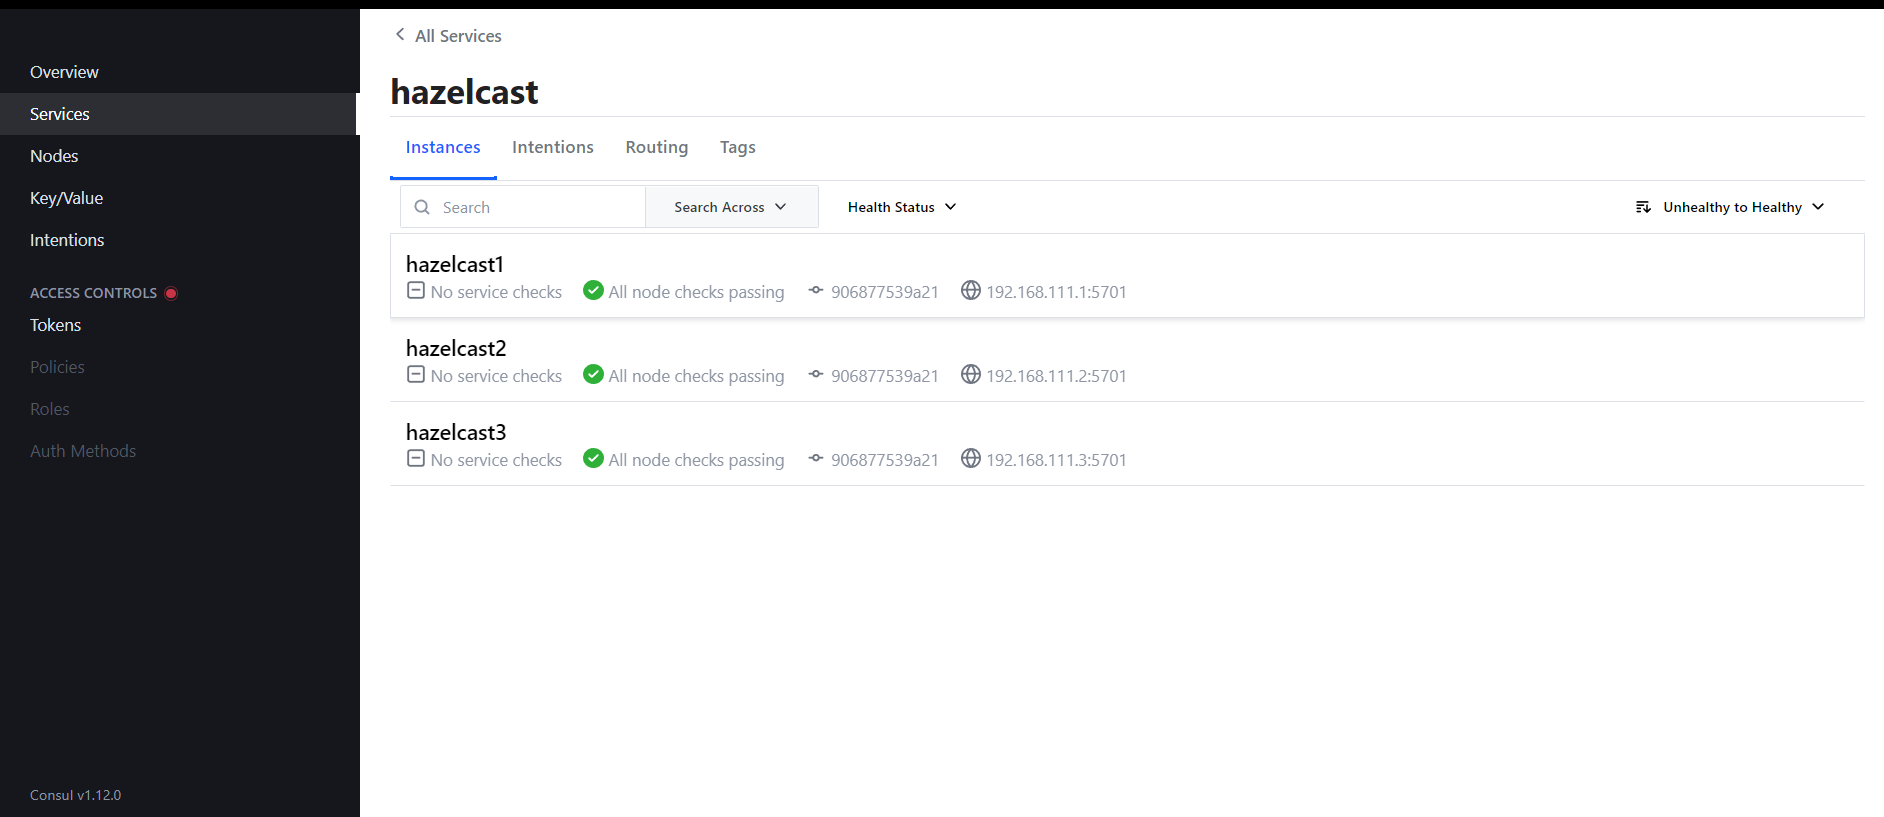 Overview
Services
Nodes
Key/Value
Intentions
ACCESS CONTROLS
Tokens
Policies
Roles
Auth Methods
Consul v1.12.0
All Services
hazelcast
Instances Intentions Routing Tags
Search Search Across Health Status Unhealthy to Healthy
hazelcast1
No service checks All node checks passing 906877539a21 192.168.111.1:5701
hazelcast2
No service checks All node checks passing 906877539a21 192.168.111.2:5701
hazelcast3
No service checks All node checks passing 906877539a21 192.168.111.3:5701